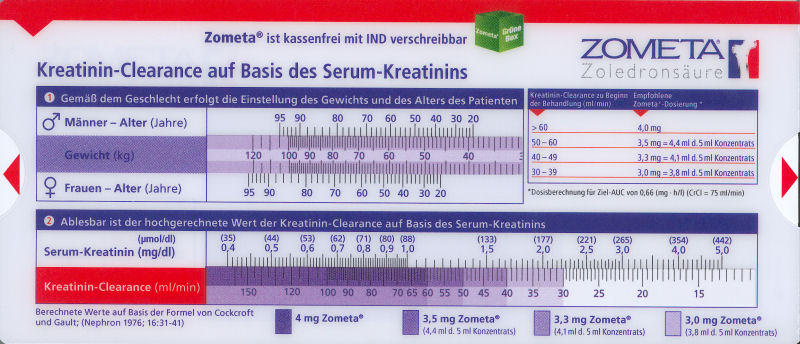 Zometa® ist kassenfrei mit IND verschreibbar
Zometa®
Grüne Box
ZOMETA®
Zoledronsäure
Kreatinin-Clearance auf Basis des Serum-Kreatinins
1 Gemäß dem Geschlecht erfolgt die Einstellung des Gewichts und des Alters des Patienten
♂ Männer – Alter (Jahre)
95 90 80 70 60 50 40 30 20
Gewicht (kg)
120 110 100 90 80 70 60 50 40 3
♀ Frauen – Alter (Jahre)
95 90 80 70 60 50 40 30 20
Kreatinin-Clearance zu Beginn der Behandlung (ml/min) Empfohlene Zometa®-Dosierung *
> 60 4,0 mg
50 – 60 3,5 mg = 4,4 ml d. 5 ml Konzentrats
40 – 49 3,3 mg = 4,1 ml d. 5 ml Konzentrats
30 – 39 3,0 mg = 3,8 ml d. 5 ml Konzentrats
*Dosisberechnung für Ziel-AUC von 0,66 (mg · h/l) (CrCl = 75 ml/min)
2 Ablesbar ist der hochgerechnete Wert der Kreatinin-Clearance auf Basis des Serum-Kreatinins
(µmol/dl) (35) (44) (53) (62) (71) (80) (88) (133) (177) (221) (265) (354) (442)
Serum-Kreatinin (mg/dl) 0,4 0,5 0,6 0,7 0,8 0,9 1,0 1,5 2,0 2,5 3,0 4,0 5,0
Kreatinin-Clearance (ml/min)
150 120 100 90 80 70 65 60 55 50 45 40 35 30 25 20 15
Berechnete Werte auf Basis der Formel von Cockcroft
und Gault; (Nephron 1976; 16:31-41)
4 mg Zometa®
3,5 mg Zometa®
(4,4 ml d. 5 ml Konzentrats)
3,3 mg Zometa®
(4,1 ml d. 5 ml Konzentrats)
3,0 mg Zometa®
(3,8 ml d. 5 ml Konzentrats)